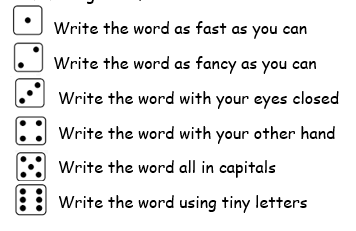 Write the word as fast as you can
Write the word as fancy as you can
Write the word with your eyes closed
Write the word with your other hand
Write the word all in capitals
Write the word using tiny letters